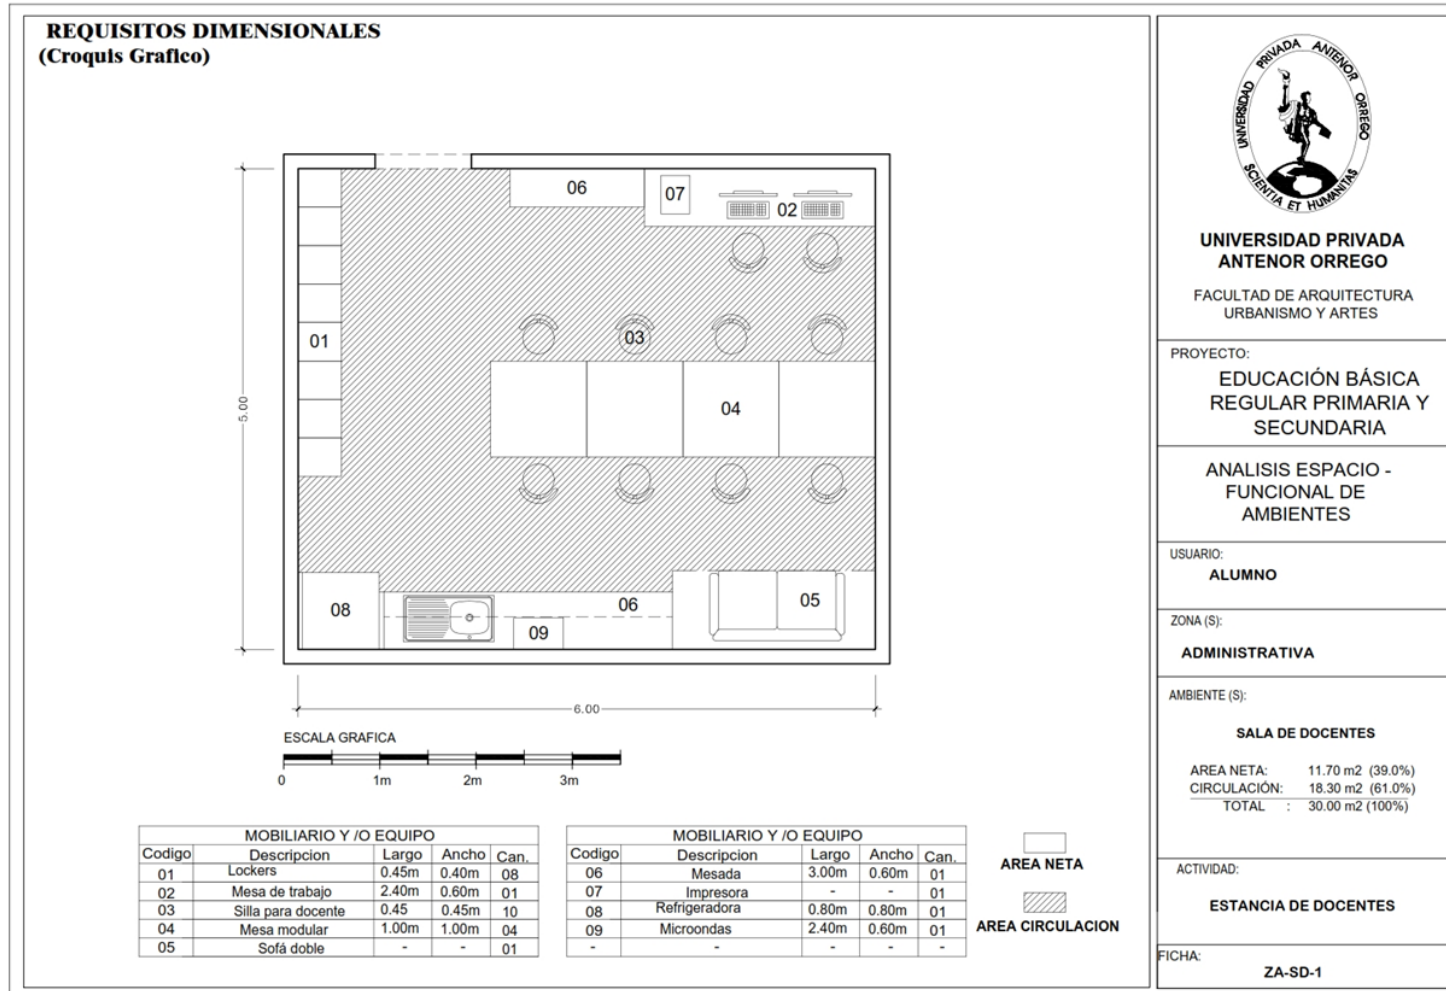 REQUISITOS DIMENSIONALES
(Croquis Grafico)
06
07
02
01
03
04
5.00
08
09
06
05
6.00
ESCALA GRAFICA
0 1m 2m 3m
MOBILIARIO Y /O EQUIPO
Codigo Descripcion Largo Ancho Can.
01 Lockers 0.45m 0.40m 08
02 Mesa de trabajo 2.40m 0.60m 01
03 Silla para docente 0.45 0.45m 10
04 Mesa modular 1.00m 1.00m 04
05 Sofá doble - - 01
MOBILIARIO Y /O EQUIPO
Codigo Descripcion Largo Ancho Can.
06 Mesada 3.00m 0.60m 01
07 Impresora - - 01
08 Refrigeradora 0.80m 0.80m 01
09 Microondas 2.40m 0.60m 01
- - - - -
AREA NETA
AREA CIRCULACION
UNIVERSIDAD PRIVADA ANTENOR ORREGO
SCIENTIA ET HUMANITAS
UNIVERSIDAD PRIVADA
ANTENOR ORREGO
FACULTAD DE ARQUITECTURA
URBANISMO Y ARTES
PROYECTO:
EDUCACIÓN BÁSICA
REGULAR PRIMARIA Y
SECUNDARIA
ANALISIS ESPACIO -
FUNCIONAL DE
AMBIENTES
USUARIO:
ALUMNO
ZONA (S):
ADMINISTRATIVA
AMBIENTE (S):
SALA DE DOCENTES
AREA NETA: 11.70 m2 (39.0%)
CIRCULACIÓN: 18.30 m2 (61.0%)
TOTAL : 30.00 m2 (100%)
ACTIVIDAD:
ESTANCIA DE DOCENTES
FICHA:
ZA-SD-1